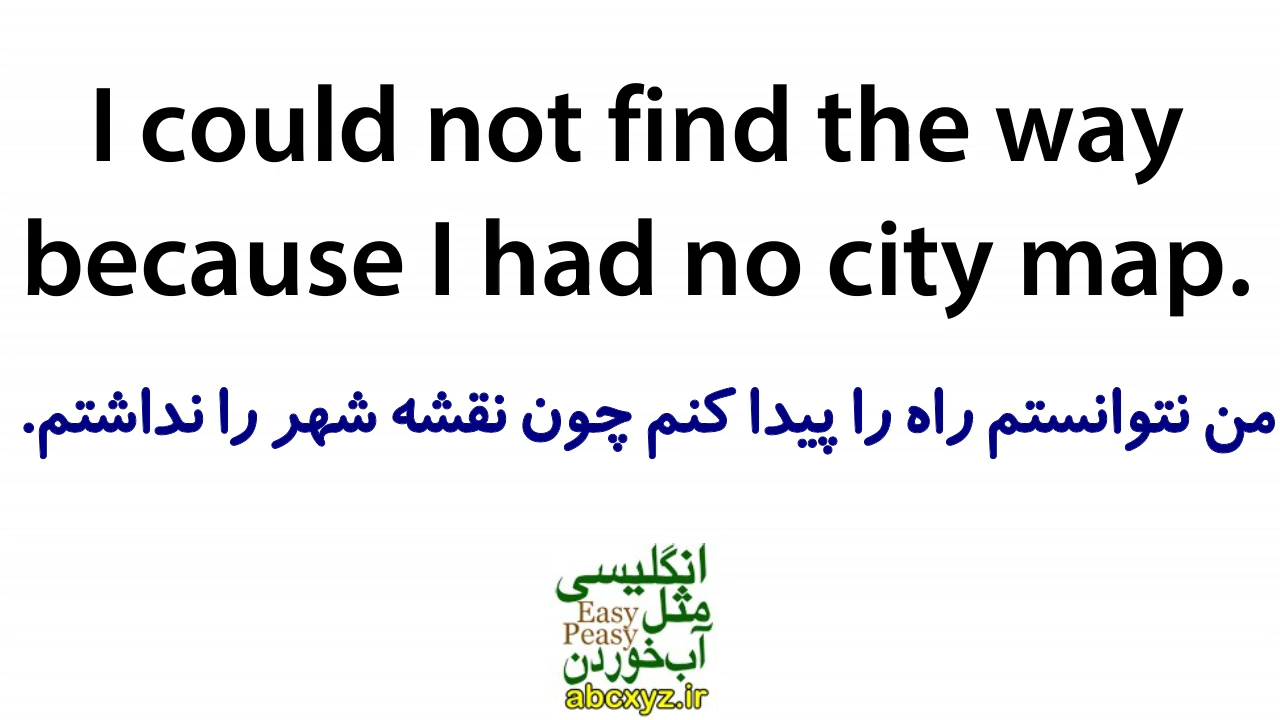 I could not find the way
because I had no city map.
من نتوانستم راه را پیدا کنم چون نقشه شهر را نداشتم.
انگلیسی
مثل
Easy
Peasy
آب‌خوردن
abcxyz.ir